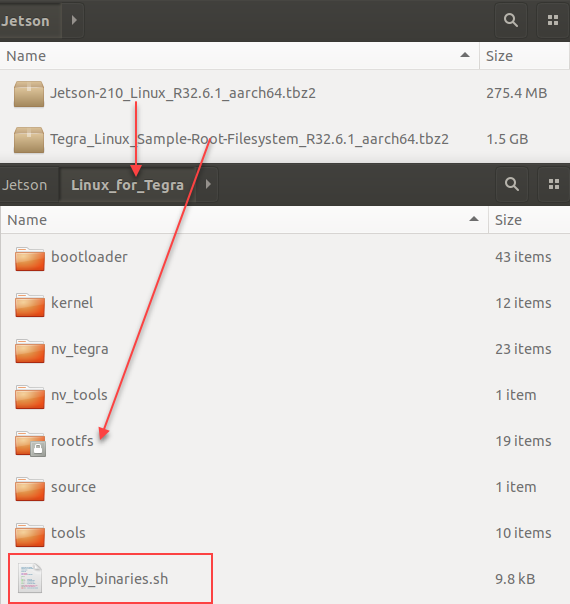 Jetson
Name Size
Jetson-210_Linux_R32.6.1_aarch64.tbz2 275.4 MB
Tegra_Linux_Sample-Root-Filesystem_R32.6.1_aarch64.tbz2 1.5 GB
Jetson Linux_for_Tegra
Name Size
bootloader 43 items
kernel 12 items
nv_tegra 23 items
nv_tools 1 item
rootfs 19 items
source 1 item
tools 10 items
apply_binaries.sh 9.8 kB